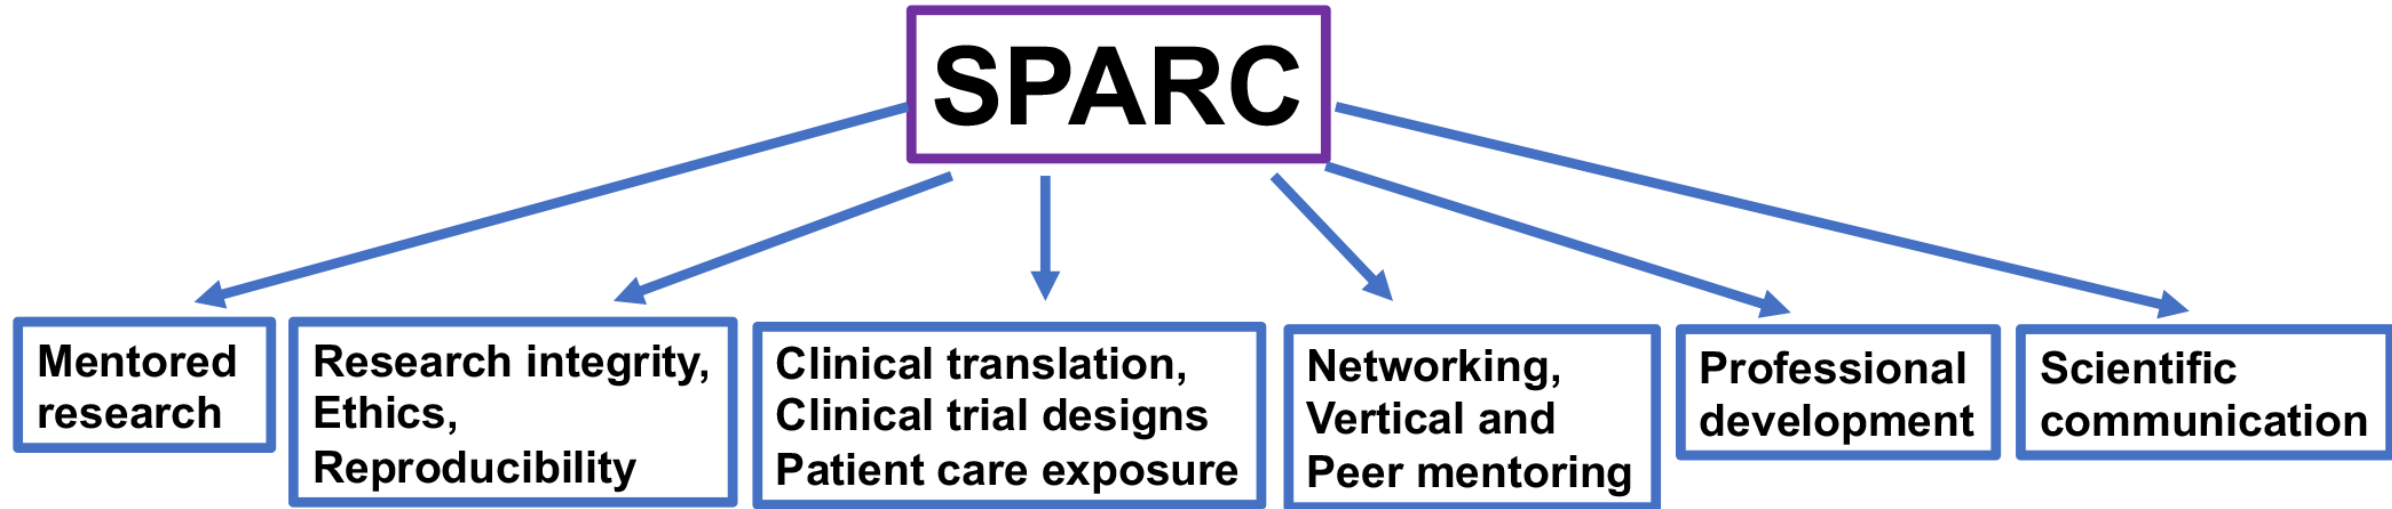 SPARC
Mentored
research
Research integrity,
Ethics,
Reproducibility
Clinical translation,
Clinical trial designs
Patient care exposure
Networking,
Vertical and
Peer mentoring
Professional
development
Scientific
communication